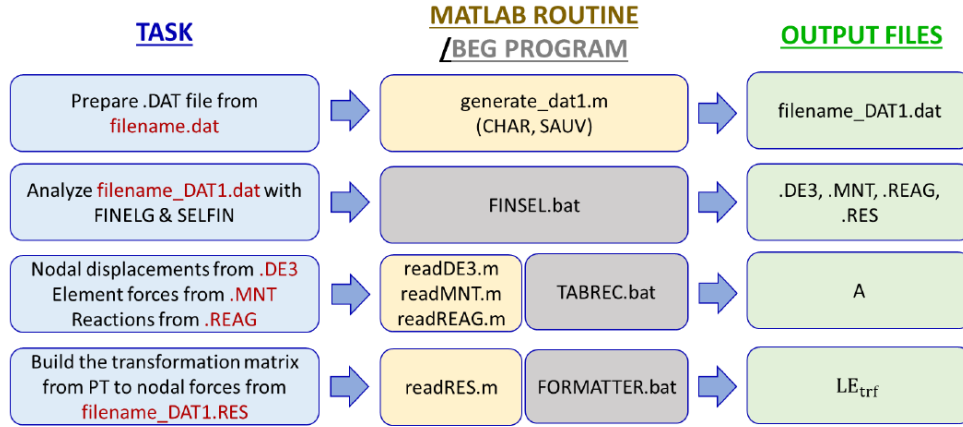 TASK
MATLAB ROUTINE
/BEG PROGRAM
OUTPUT FILES
Prepare .DAT file from
filename.dat
generate_dat1.m
(CHAR, SAUV)
filename_DAT1.dat
Analyze filename_DAT1.dat with
FINELG & SELFIN
FINSEL.bat
.DE3, .MNT, .REAG,
.RES
Nodal displacements from .DE3
Element forces from .MNT
Reactions from .REAG
readDE3.m
readMNT.m
readREAG.m
TABREC.bat
A
Build the transformation matrix
from PT to nodal forces from
filename_DAT1.RES
readRES.m
FORMATTER.bat
LEtrf